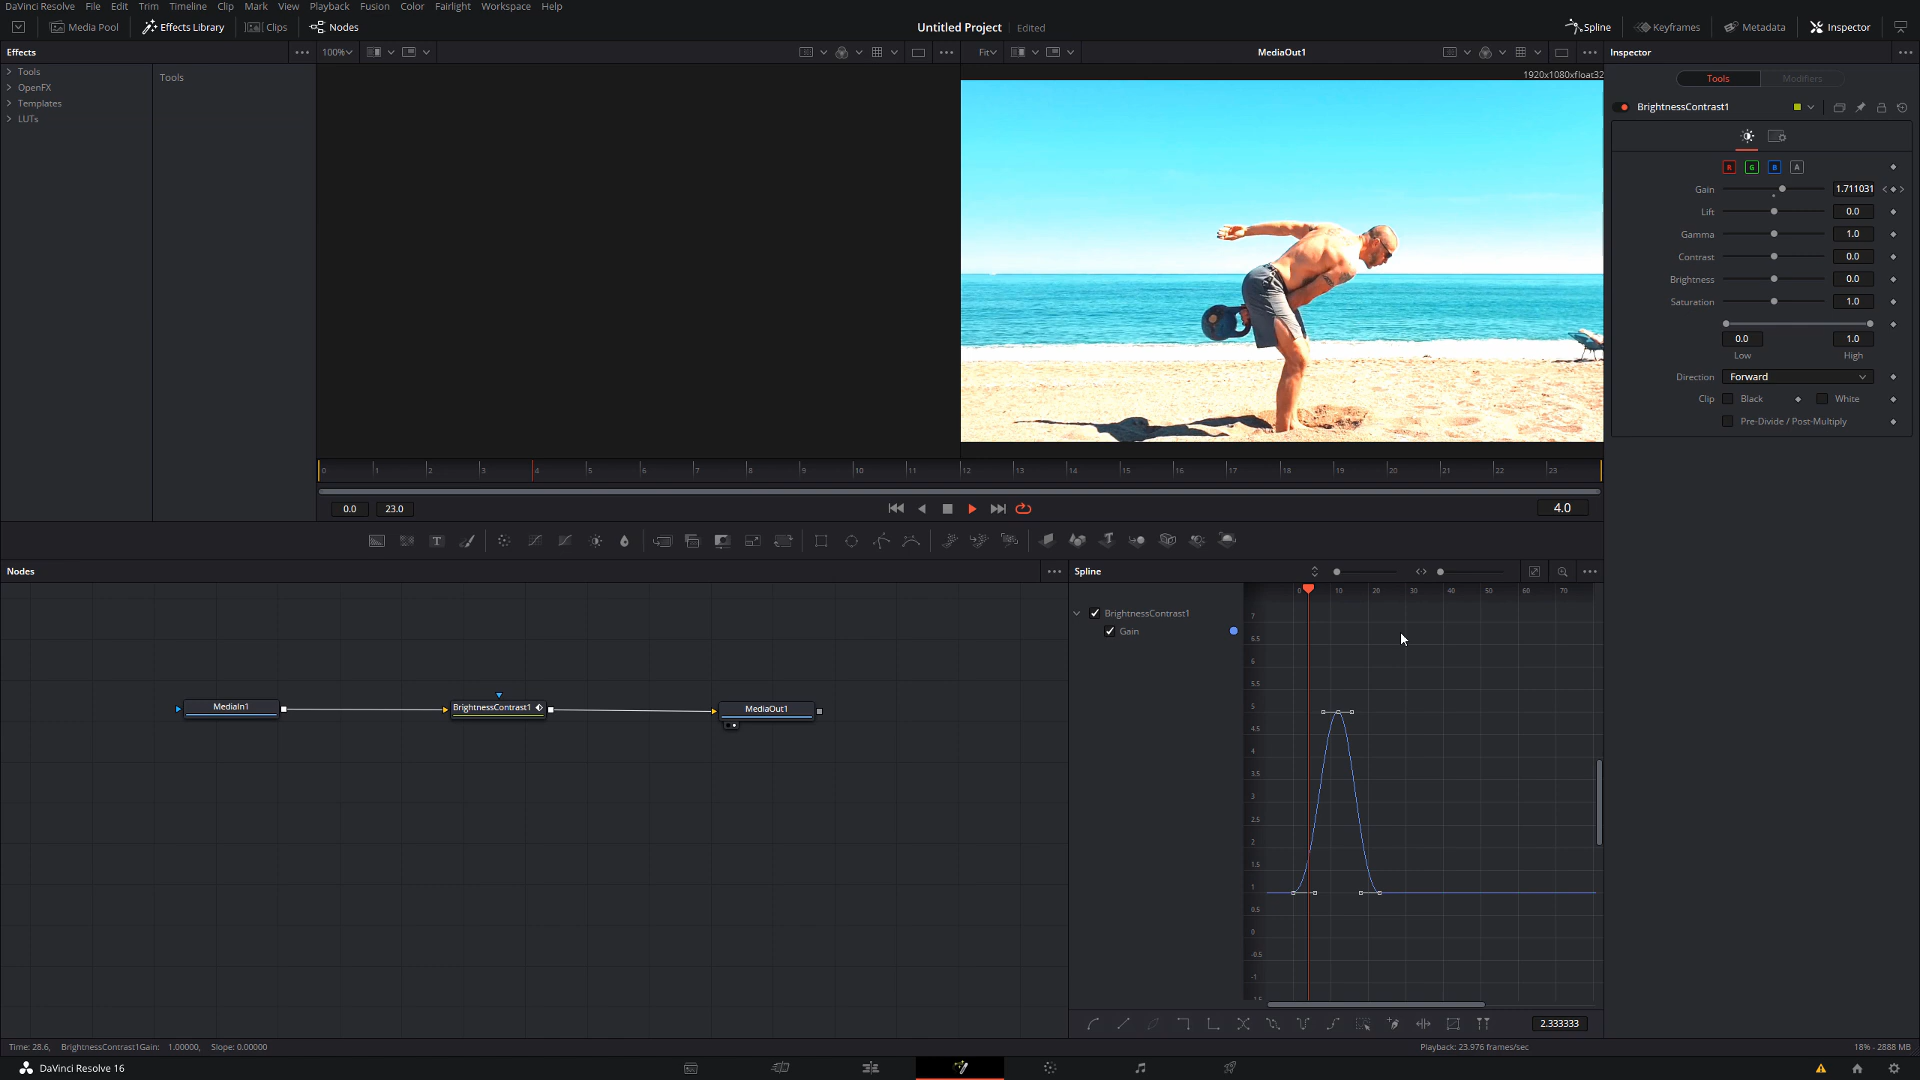 DaVinci Resolve File Edit Trim Timeline Clip Mark View Playback Fusion Color Fairlight Workspace Help
Media Pool Effects Library Clips Nodes Untitled Project Edited Spline Keyframes Metadata Inspector
Effects 100% Fit MediaOut1 Inspector
1920x1080xfloat32
Tools Modifiers
Tools
OpenFX
Templates
LUTs
Tools
BrightnessContrast1
R G B A
Gain 1.711031
Lift 0.0
Gamma 1.0
Contrast 0.0
Brightness 0.0
Saturation 1.0
0.0 1.0
Low High
Direction Forward
Clip Black White
Pre-Divide / Post-Multiply
0 1 2 3 4 5 6 7 8 9 10 11 12 13 14 15 16 17 18 19 20 21 22 23
0.0 23.0 4.0
Nodes
MediaIn1 BrightnessContrast1 MediaOut1
Spline
BrightnessContrast1
Gain
0 10 20 30 40 50 60 70
7
6.5
6
5.5
5
4.5
4
3.5
3
2.5
2
1.5
1
0.5
0
-0.5
-1
2.333333
Time: 28.6, BrightnessContrast1Gain: 1.00000, Slope: 0.00000 Playback: 23.976 frames/sec 18% - 2888 MB
DaVinci Resolve 16